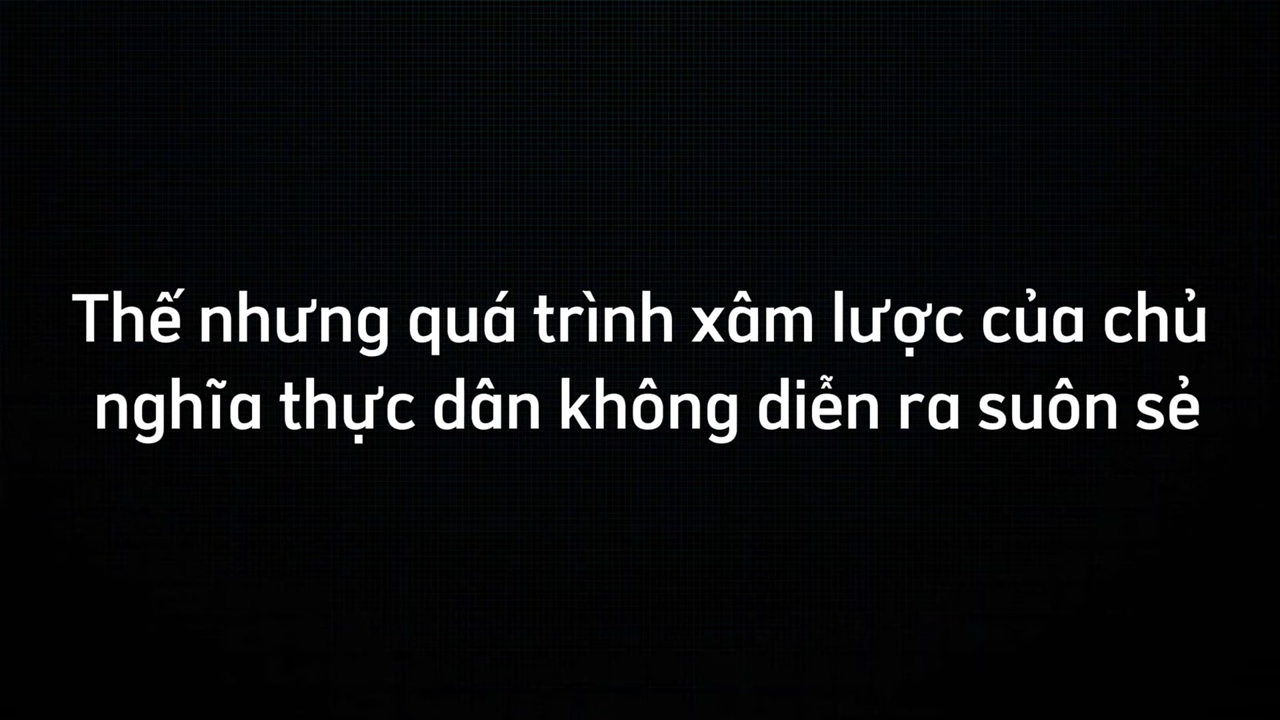 Thế nhưng quá trình xâm lược của chủ
nghĩa thực dân không diễn ra suôn sẻ